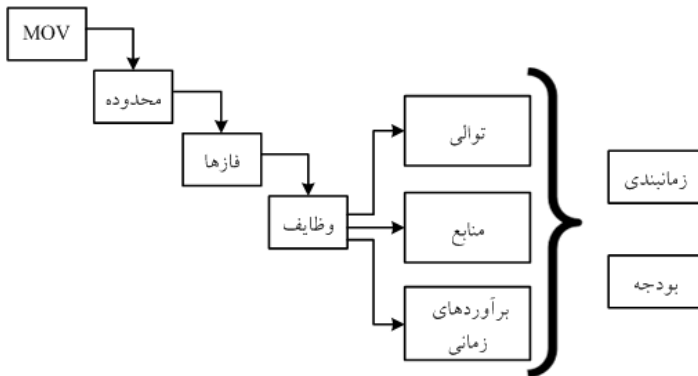 MOV
محدوده
فازها
وظایف
توالی
منابع
برآوردهای
زمانی
زمانبندی
بودجه